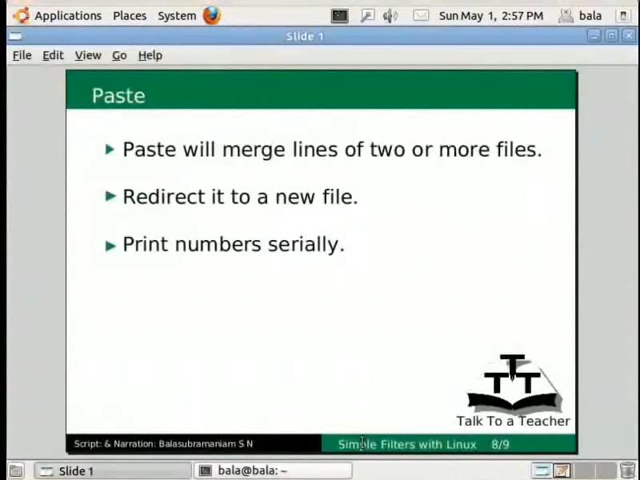 Applications Places System Sun May 1, 2:57 PM bala
Slide 1
File Edit View Go Help
Paste
Paste will merge lines of two or more files.
Redirect it to a new file.
Print numbers serially.
TTT
Talk To a Teacher
Script: & Narration: Balasubramaniam S N Simple Filters with Linux 8/9
Slide 1 bala@bala: ~